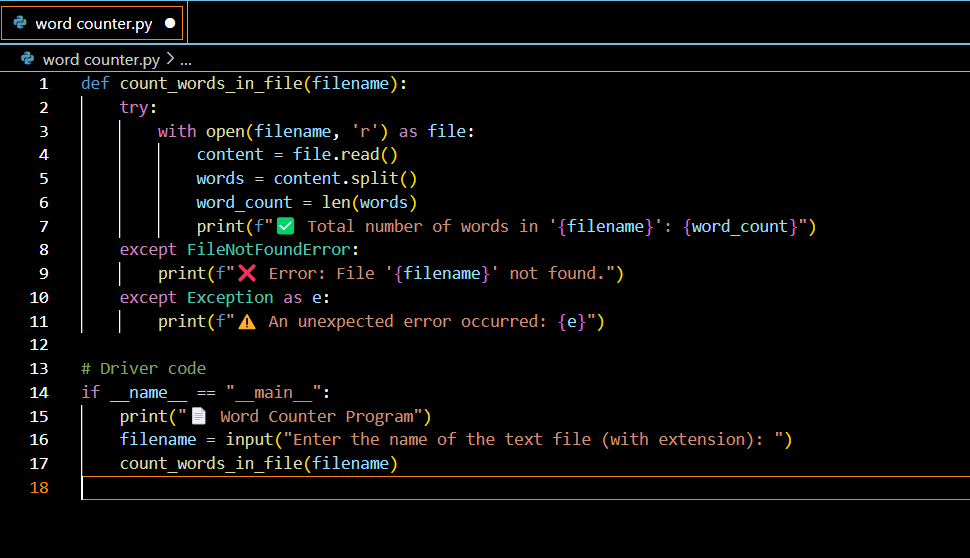 word counter.py ●
word counter.py > ...
1 def count_words_in_file(filename):
2     try:
3         with open(filename, 'r') as file:
4             content = file.read()
5             words = content.split()
6             word_count = len(words)
7             print(f"✅ Total number of words in '{filename}': {word_count}")
8     except FileNotFoundError:
9         print(f"❌ Error: File '{filename}' not found.")
10     except Exception as e:
11         print(f"⚠️ An unexpected error occurred: {e}")
12
13 # Driver code
14 if __name__ == "__main__":
15     print("📄 Word Counter Program")
16     filename = input("Enter the name of the text file (with extension): ")
17     count_words_in_file(filename)
18